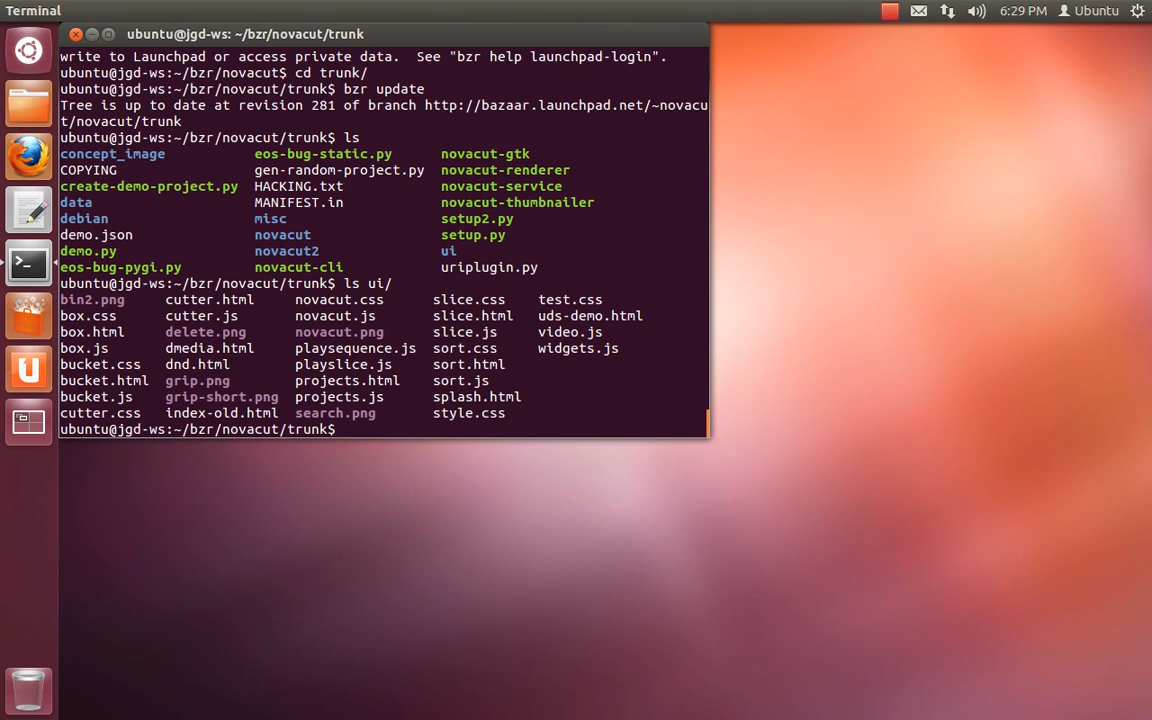 Terminal
6:29 PM Ubuntu
ubuntu@jgd-ws: ~/bzr/novacut/trunk
write to Launchpad or access private data.  See "bzr help launchpad-login".
ubuntu@jgd-ws:~/bzr/novacut$ cd trunk/
ubuntu@jgd-ws:~/bzr/novacut/trunk$ bzr update
Tree is up to date at revision 281 of branch http://bazaar.launchpad.net/~novacu
t/novacut/trunk
ubuntu@jgd-ws:~/bzr/novacut/trunk$ ls
concept_image eos-bug-static.py novacut-gtk
COPYING gen-random-project.py novacut-renderer
create-demo-project.py HACKING.txt novacut-service
data MANIFEST.in novacut-thumbnailer
debian misc setup2.py
demo.json novacut setup.py
demo.py novacut2 ui
eos-bug-pygi.py novacut-cli uriplugin.py
ubuntu@jgd-ws:~/bzr/novacut/trunk$ ls ui/
bin2.png cutter.html novacut.css slice.css test.css
box.css cutter.js novacut.js slice.html uds-demo.html
box.html delete.png novacut.png slice.js video.js
box.js dmedia.html playsequence.js sort.css widgets.js
bucket.css dnd.html playslice.js sort.html
bucket.html grip.png projects.html sort.js
bucket.js grip-short.png projects.js splash.html
cutter.css index-old.html search.png style.css
ubuntu@jgd-ws:~/bzr/novacut/trunk$